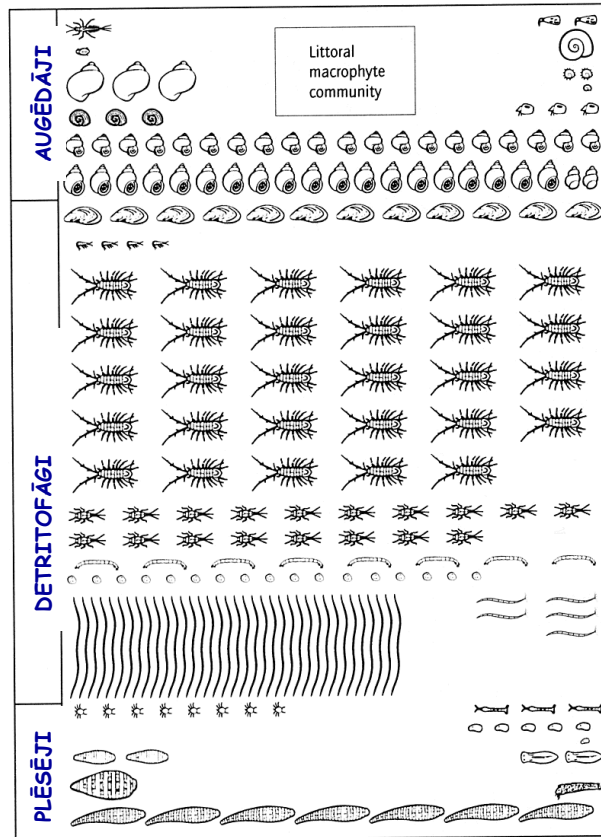 AUGĒDĀJI
Littoral
macrophyte
community
DETRITOFĀGI
PLĒSĒJI